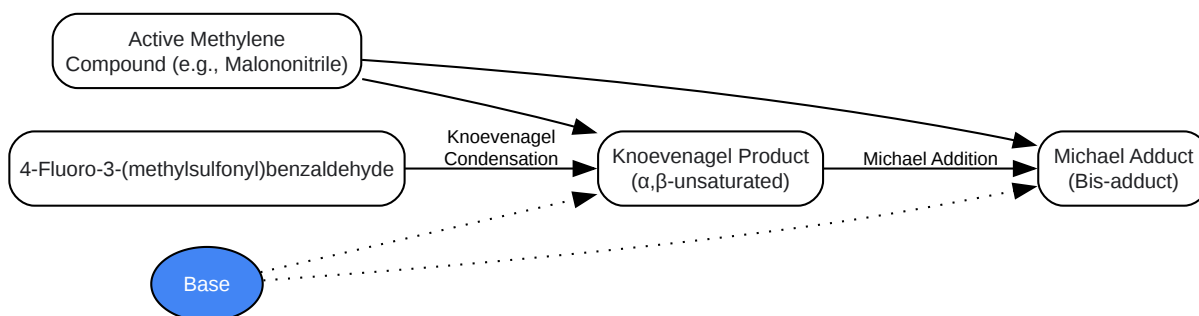 Active Methylene
Compound (e.g., Malononitrile)
4-Fluoro-3-(methylsulfonyl)benzaldehyde
Knoevenagel
Condensation
Knoevenagel Product
(α,β-unsaturated)
Michael Addition
Michael Adduct
(Bis-adduct)
Base